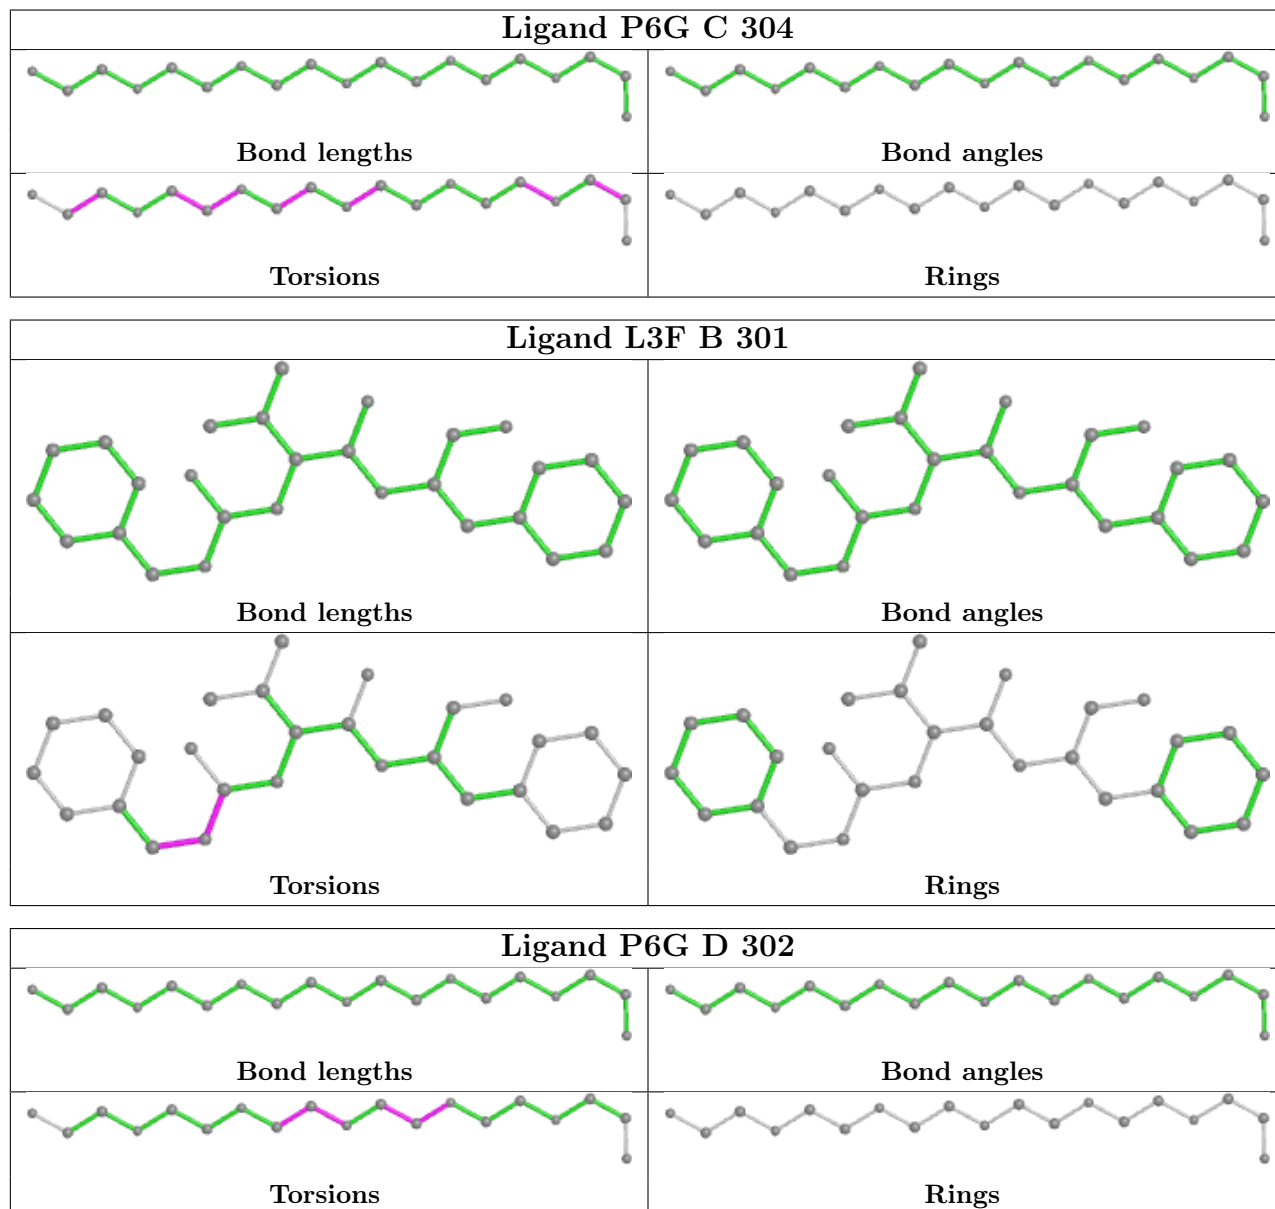 Ligand P6G C 304
Bond lengths
Bond angles
Torsions
Rings
Ligand L3F B 301
Bond lengths
Bond angles
Torsions
Rings
Ligand P6G D 302
Bond lengths
Bond angles
Torsions
Rings